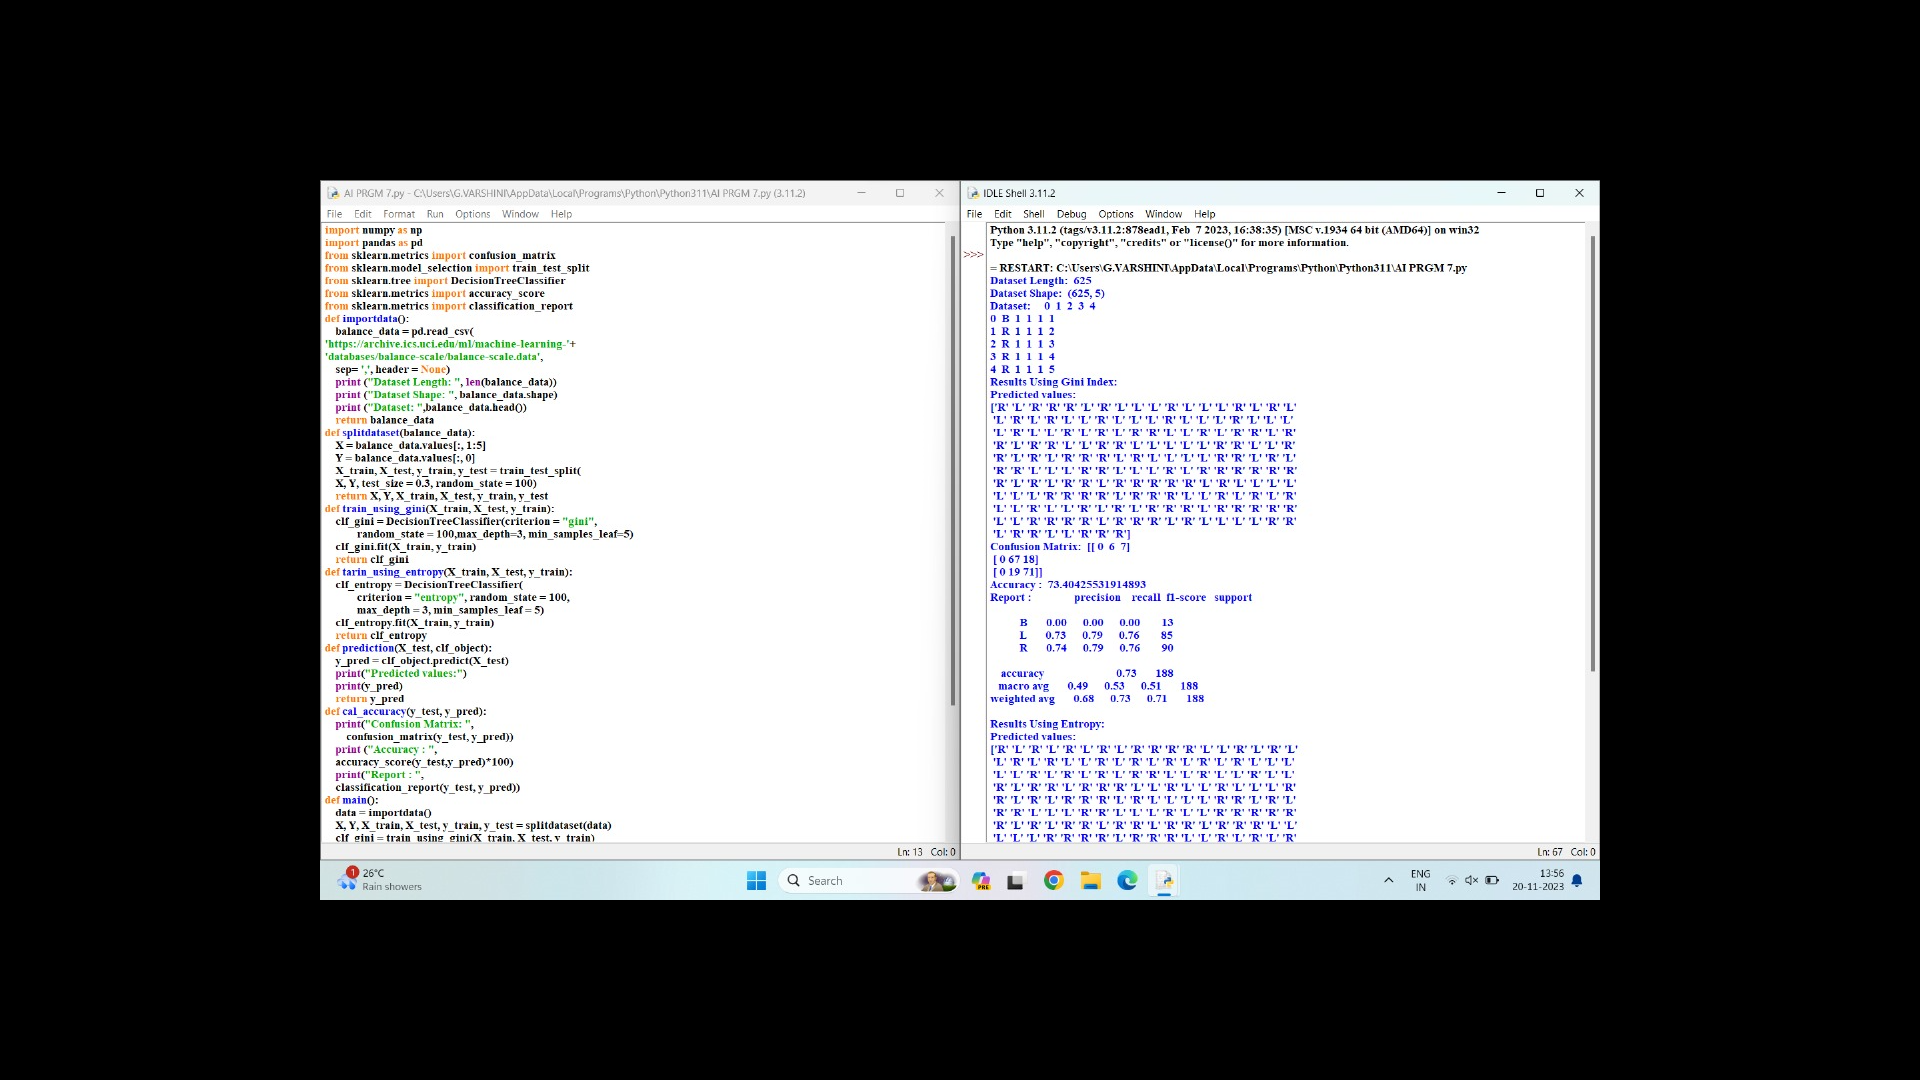 AI PRGM 7.py - C:\Users\G.VARSHINI\AppData\Local\Programs\Python\Python311\AI PRGM 7.py (3.11.2)
File Edit Format Run Options Window Help
import numpy as np
import pandas as pd
from sklearn.metrics import confusion_matrix
from sklearn.model_selection import train_test_split
from sklearn.tree import DecisionTreeClassifier
from sklearn.metrics import accuracy_score
from sklearn.metrics import classification_report
def importdata():
balance_data = pd.read_csv(
'https://archive.ics.uci.edu/ml/machine-learning-'+
'databases/balance-scale/balance-scale.data',
sep= ',', header = None)
print ("Dataset Length: ", len(balance_data))
print ("Dataset Shape: ", balance_data.shape)
print ("Dataset: ",balance_data.head())
return balance_data
def splitdataset(balance_data):
X = balance_data.values[:, 1:5]
Y = balance_data.values[:, 0]
X_train, X_test, y_train, y_test = train_test_split(
X, Y, test_size = 0.3, random_state = 100)
return X, Y, X_train, X_test, y_train, y_test
def train_using_gini(X_train, X_test, y_train):
clf_gini = DecisionTreeClassifier(criterion = "gini",
random_state = 100,max_depth=3, min_samples_leaf=5)
clf_gini.fit(X_train, y_train)
return clf_gini
def tarin_using_entropy(X_train, X_test, y_train):
clf_entropy = DecisionTreeClassifier(
criterion = "entropy", random_state = 100,
max_depth = 3, min_samples_leaf = 5)
clf_entropy.fit(X_train, y_train)
return clf_entropy
def prediction(X_test, clf_object):
y_pred = clf_object.predict(X_test)
print("Predicted values:")
print(y_pred)
return y_pred
def cal_accuracy(y_test, y_pred):
print("Confusion Matrix: ",
confusion_matrix(y_test, y_pred))
print ("Accuracy : ",
accuracy_score(y_test,y_pred)*100)
print("Report : ",
classification_report(y_test, y_pred))
def main():
data = importdata()
X, Y, X_train, X_test, y_train, y_test = splitdataset(data)
clf_gini = train_using_gini(X_train, X_test, y_train)
Ln: 13 Col: 0
IDLE Shell 3.11.2
File Edit Shell Debug Options Window Help
Python 3.11.2 (tags/v3.11.2:878ead1, Feb 7 2023, 16:38:35) [MSC v.1934 64 bit (AMD64)] on win32
Type "help", "copyright", "credits" or "license()" for more information.
>>>
= RESTART: C:\Users\G.VARSHINI\AppData\Local\Programs\Python\Python311\AI PRGM 7.py
Dataset Length: 625
Dataset Shape: (625, 5)
Dataset: 0 1 2 3 4
0 B 1 1 1 1
1 R 1 1 1 2
2 R 1 1 1 3
3 R 1 1 1 4
4 R 1 1 1 5
Results Using Gini Index:
Predicted values:
['R' 'L' 'R' 'R' 'R' 'L' 'R' 'L' 'L' 'L' 'R' 'L' 'L' 'L' 'R' 'L' 'R' 'L'
'L' 'R' 'L' 'R' 'L' 'L' 'R' 'L' 'L' 'L' 'R' 'L' 'L' 'L' 'R' 'L' 'L' 'L'
'L' 'R' 'L' 'L' 'R' 'L' 'R' 'L' 'R' 'R' 'L' 'L' 'R' 'L' 'R' 'R' 'L' 'R'
'R' 'L' 'R' 'R' 'L' 'L' 'R' 'R' 'L' 'L' 'L' 'L' 'L' 'R' 'R' 'L' 'L' 'R'
'R' 'L' 'R' 'L' 'R' 'R' 'R' 'L' 'R' 'L' 'L' 'L' 'L' 'R' 'R' 'L' 'R' 'L'
'R' 'R' 'L' 'L' 'L' 'R' 'R' 'L' 'L' 'L' 'R' 'L' 'R' 'R' 'R' 'R' 'R' 'R'
'R' 'L' 'R' 'L' 'R' 'R' 'L' 'R' 'R' 'R' 'R' 'R' 'L' 'R' 'L' 'L' 'L' 'L'
'L' 'L' 'L' 'R' 'R' 'R' 'R' 'L' 'R' 'R' 'R' 'L' 'L' 'R' 'L' 'R' 'L' 'R'
'L' 'R' 'R' 'L' 'L' 'R' 'L' 'R' 'R' 'R' 'R' 'R' 'L' 'R' 'R' 'R' 'R' 'R'
'L' 'L' 'R' 'R' 'R' 'R' 'L' 'R' 'R' 'R' 'L' 'R' 'L' 'L' 'L' 'L' 'R' 'R'
'L' 'R' 'R' 'L' 'L' 'R' 'R' 'R']
Confusion Matrix: [[ 0 6 7]
[ 0 67 18]
[ 0 19 71]]
Accuracy : 73.40425531914893
Report : precision recall f1-score support
B 0.00 0.00 0.00 13
L 0.73 0.79 0.76 85
R 0.74 0.79 0.76 90
accuracy 0.73 188
macro avg 0.49 0.53 0.51 188
weighted avg 0.68 0.73 0.71 188
Results Using Entropy:
Predicted values:
['R' 'L' 'R' 'L' 'R' 'L' 'R' 'L' 'R' 'R' 'R' 'R' 'L' 'L' 'R' 'L' 'R' 'L'
'L' 'R' 'L' 'R' 'L' 'L' 'R' 'L' 'R' 'L' 'R' 'L' 'R' 'L' 'R' 'L' 'L' 'L'
'L' 'L' 'R' 'L' 'R' 'L' 'R' 'L' 'R' 'R' 'L' 'L' 'R' 'L' 'L' 'R' 'L' 'L'
'R' 'L' 'R' 'R' 'L' 'R' 'R' 'R' 'L' 'L' 'R' 'L' 'L' 'R' 'L' 'L' 'L' 'R'
'R' 'L' 'R' 'L' 'R' 'R' 'R' 'L' 'R' 'L' 'L' 'L' 'L' 'R' 'R' 'L' 'R' 'L'
'R' 'R' 'L' 'L' 'L' 'R' 'R' 'L' 'L' 'L' 'R' 'L' 'L' 'R' 'R' 'R' 'R' 'R'
'R' 'L' 'R' 'L' 'R' 'R' 'L' 'R' 'R' 'L' 'R' 'R' 'L' 'R' 'R' 'R' 'L' 'L'
'L' 'L' 'L' 'R' 'R' 'R' 'R' 'L' 'R' 'R' 'R' 'L' 'L' 'R' 'L' 'R' 'L' 'R'
Ln: 67 Col: 0
1
26°C
Rain showers
Search
PRE
ENG
IN
13:56
20-11-2023